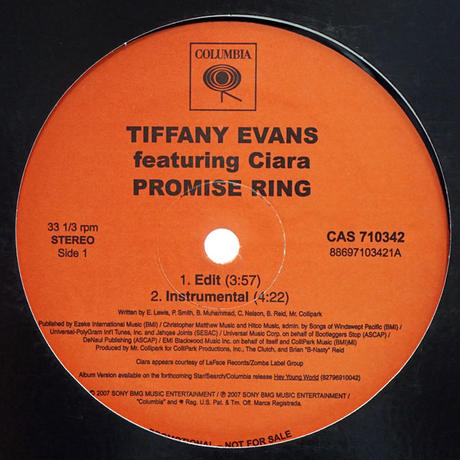 COLUMBIA
TIFFANY EVANS
featuring Ciara
PROMISE RING
33 1/3 rpm
STEREO
Side 1
CAS 710342
88697103421A
1. Edit (3:57)
2. Instrumental (4:22)
Written by E. Lewis, P. Smith, B. Muhammad, C. Nelson, B. Reid, Mr. Collipark
Published by Ezeke International Music (BMI) / Christopher Matthew Music and Hitco Music, admin. by Songs of Windswept Pacific (BMI) /
Universal-PolyGram Int'l Tunes, Inc. and Jahqae Joints (SESAC) / Universal Music Corp. on behalf of Bootleggers Stop (ASCAP) /
DeNaul Publishing (ASCAP) / EMI Blackwood Music Inc. on behalf of itself and ColliPark Music (BMI)
Produced by Mr. Collipark for ColliPark Productions, Inc., The Clutch, and Brian "B-Nasty" Reid
Ciara appears courtesy of LaFace Records/Zomba Label Group
Album Version available on the forthcoming StarSearch/Columbia release Hey Young World (82796910042)
© 2007 SONY BMG MUSIC ENTERTAINMENT / ℗ 2007 SONY BMG MUSIC ENTERTAINMENT /
"Columbia" and Reg. U.S. Pat. & Tm. Off. Marca Registrada.
PROMOTIONAL – NOT FOR SALE